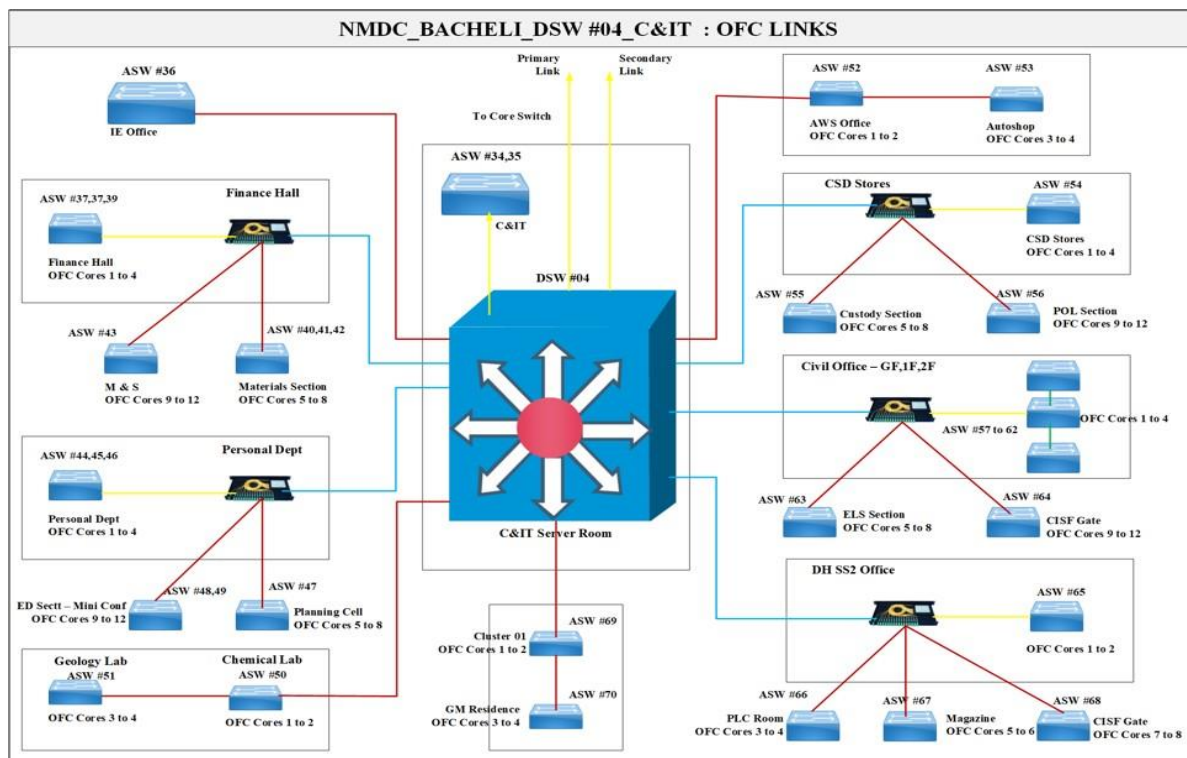 NMDC_BACHELI_DSW #04_C&IT : OFC LINKS
ASW #36
IE Office
Primary
Link
Secondary
Link
To Core Switch
ASW #52
ASW #53
AWS Office
OFC Cores 1 to 2
Autoshop
OFC Cores 3 to 4
ASW #34,35
C&IT
DSW #04
C&IT Server Room
Finance Hall
ASW #37,37,39
Finance Hall
OFC Cores 1 to 4
ASW #43
ASW #40,41,42
M & S
OFC Cores 9 to 12
Materials Section
OFC Cores 5 to 8
CSD Stores
ASW #54
CSD Stores
OFC Cores 1 to 4
ASW #55
ASW #56
Custody Section
OFC Cores 5 to 8
POL Section
OFC Cores 9 to 12
Civil Office – GF,1F,2F
OFC Cores 1 to 4
ASW #57 to 62
ASW #63
ASW #64
ELS Section
OFC Cores 5 to 8
CISF Gate
OFC Cores 9 to 12
Personal Dept
ASW #44,45,46
Personal Dept
OFC Cores 1 to 4
ASW #48,49
ASW #47
ED Sectt – Mini Conf
OFC Cores 9 to 12
Planning Cell
OFC Cores 5 to 8
Geology Lab
ASW #51
OFC Cores 3 to 4
Chemical Lab
ASW #50
OFC Cores 1 to 2
ASW #69
Cluster 01
OFC Cores 1 to 2
ASW #70
GM Residence
OFC Cores 3 to 4
DH SS2 Office
ASW #65
OFC Cores 1 to 2
ASW #66
ASW #67
ASW #68
PLC Room
OFC Cores 3 to 4
Magazine
OFC Cores 5 to 6
CISF Gate
OFC Cores 7 to 8